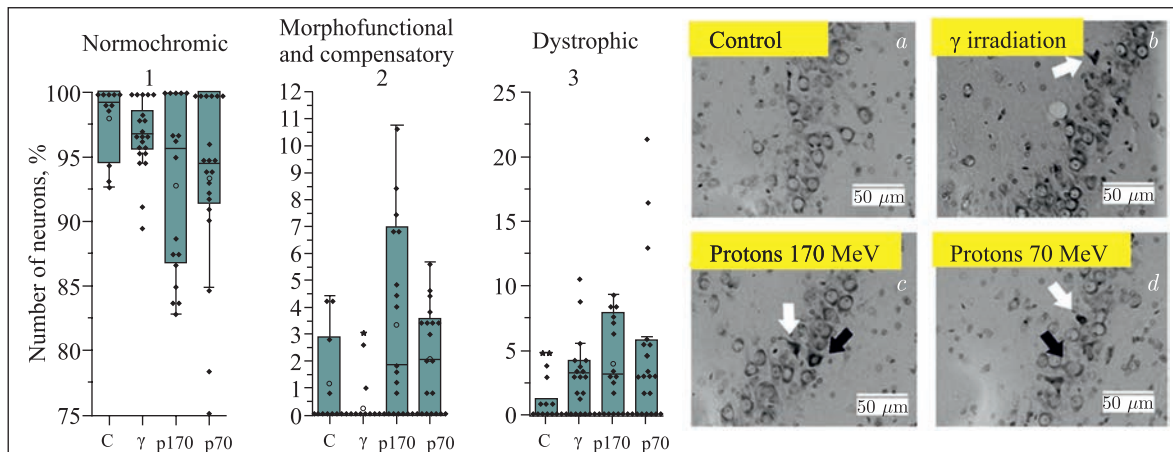 Normochromic
1
Morphofunctional
and compensatory
2
Dystrophic
3
Number of neurons, %
100
95
90
85
80
75
C γ p170 p70
12
11
10
9
8
7
6
5
4
3
2
1
0
*
C γ p170 p70
25
20
15
10
5
0
**
C γ p170 p70
Control
a
50 μm
γ irradiation
b
50 μm
Protons 170 MeV
c
50 μm
Protons 70 MeV
d
50 μm